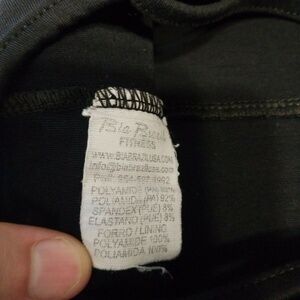 Bia Brazil
FITNESS
WWW.BIABRAZILUSA.COM
info@biabrazilusa.com
POLYAMIDE (PA) 92%
POLIAMIDA (PA) 92%
SPANDEX (PUE) 8%
ELASTANO (PUE) 8%
FORRO / LINING
POLYAMIDE 100%
POLIAMIDA 100%